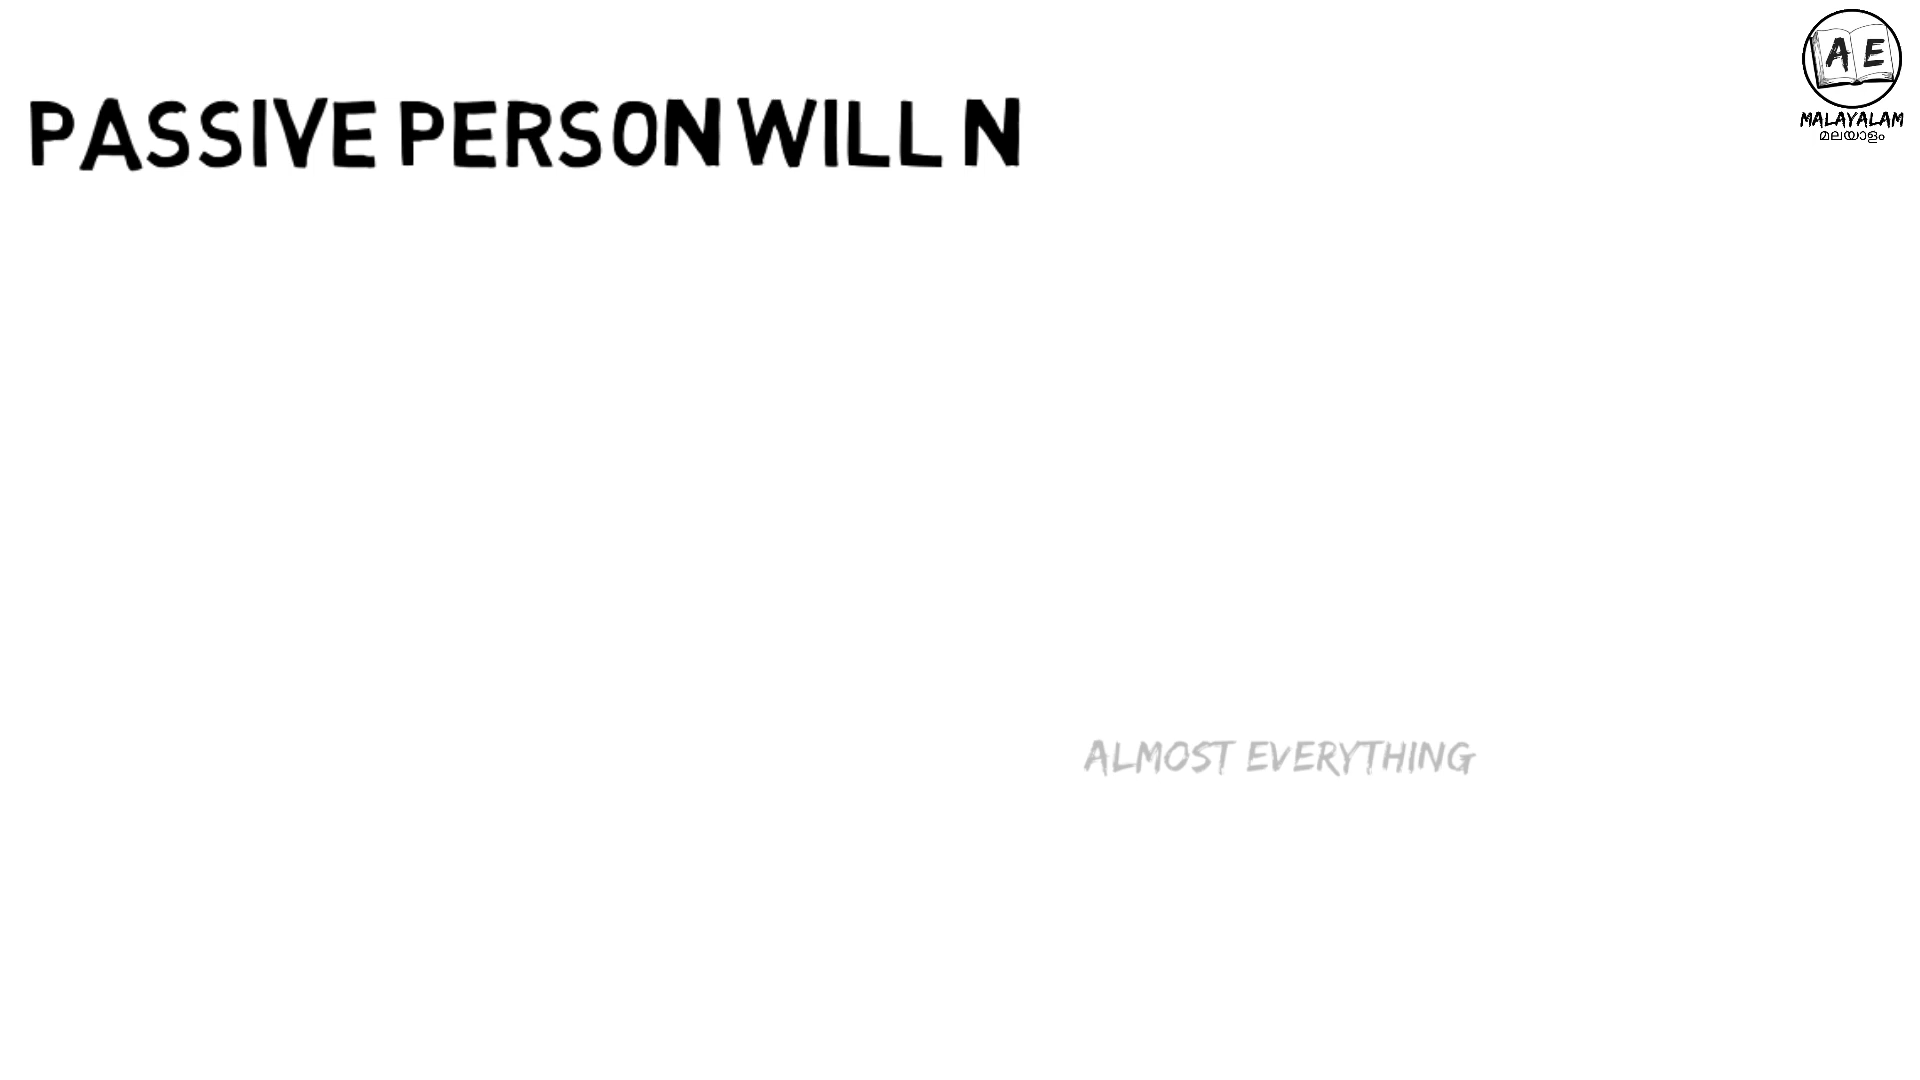 A E
MALAYALAM
മലയാളം
PASSIVE PERSON WILL N
ALMOST EVERYTHING